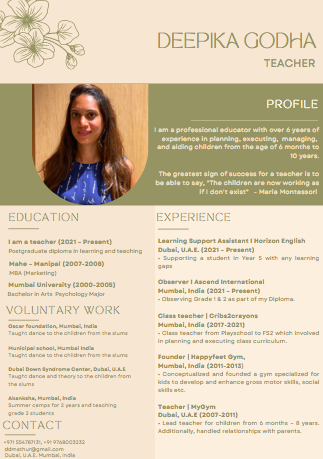 DEEPIKA GODHA
TEACHER
PROFILE
I am a professional educator with over 6 years of
experience in planning, executing, managing,
and aiding children from the age of 6 months to
10 years.
The greatest sign of success for a teacher is to
be able to say, "The children are now working as
if I don't exist" - Maria Montessori
EDUCATION
I am a teacher (2021 - Present)
Postgraduate diploma in learning and teaching
Mahe - Manipal (2007-2008)
MBA (Marketing)
Mumbai University (2000-2005)
Bachelor in Arts Psychology Major
VOLUNTARY WORK
Oscar foundation, Mumbai, India
Taught dance to the children from the slums
Municipal school, Mumbai India
Taught dance to the children from the slums
Dubai Down Syndrome Center, Dubai, U.A.E
Taught dance and theory to the children from
the slums
Akanksha, Mumbai, India
Summer camps for 2 years and teaching
grade 2 students
CONTACT
ddmathur@gmail.com
Dubai, U.A.E, Mumbai, India
EXPERIENCE
Learning Support Assistant I Horizon English
Dubai, U.A.E. (2021 - Present)
- Supporting a student in Year 5 with any learning
gaps
Observer I Ascend International
Mumbai, India (2021 - Present)
- Observing Grade 1 & 2 as part of my Diploma.
Class teacher | Cribs2crayons
Mumbai, India (2017-2021)
- Class teacher from Playschool to FS2 which involved
in planning and executing class curriculum.
Founder | Happyfeet Gym,
Mumbai, India (2011-2013)
- Conceptualized and founded a gym specialized for
kids to develop and enhance gross motor skills, social
skills etc.
Teacher | MyGym
Dubai, U.A.E (2007-2011)
- Lead teacher for children from 6 months - 8 years.
Additionally, handled relationships with parents.